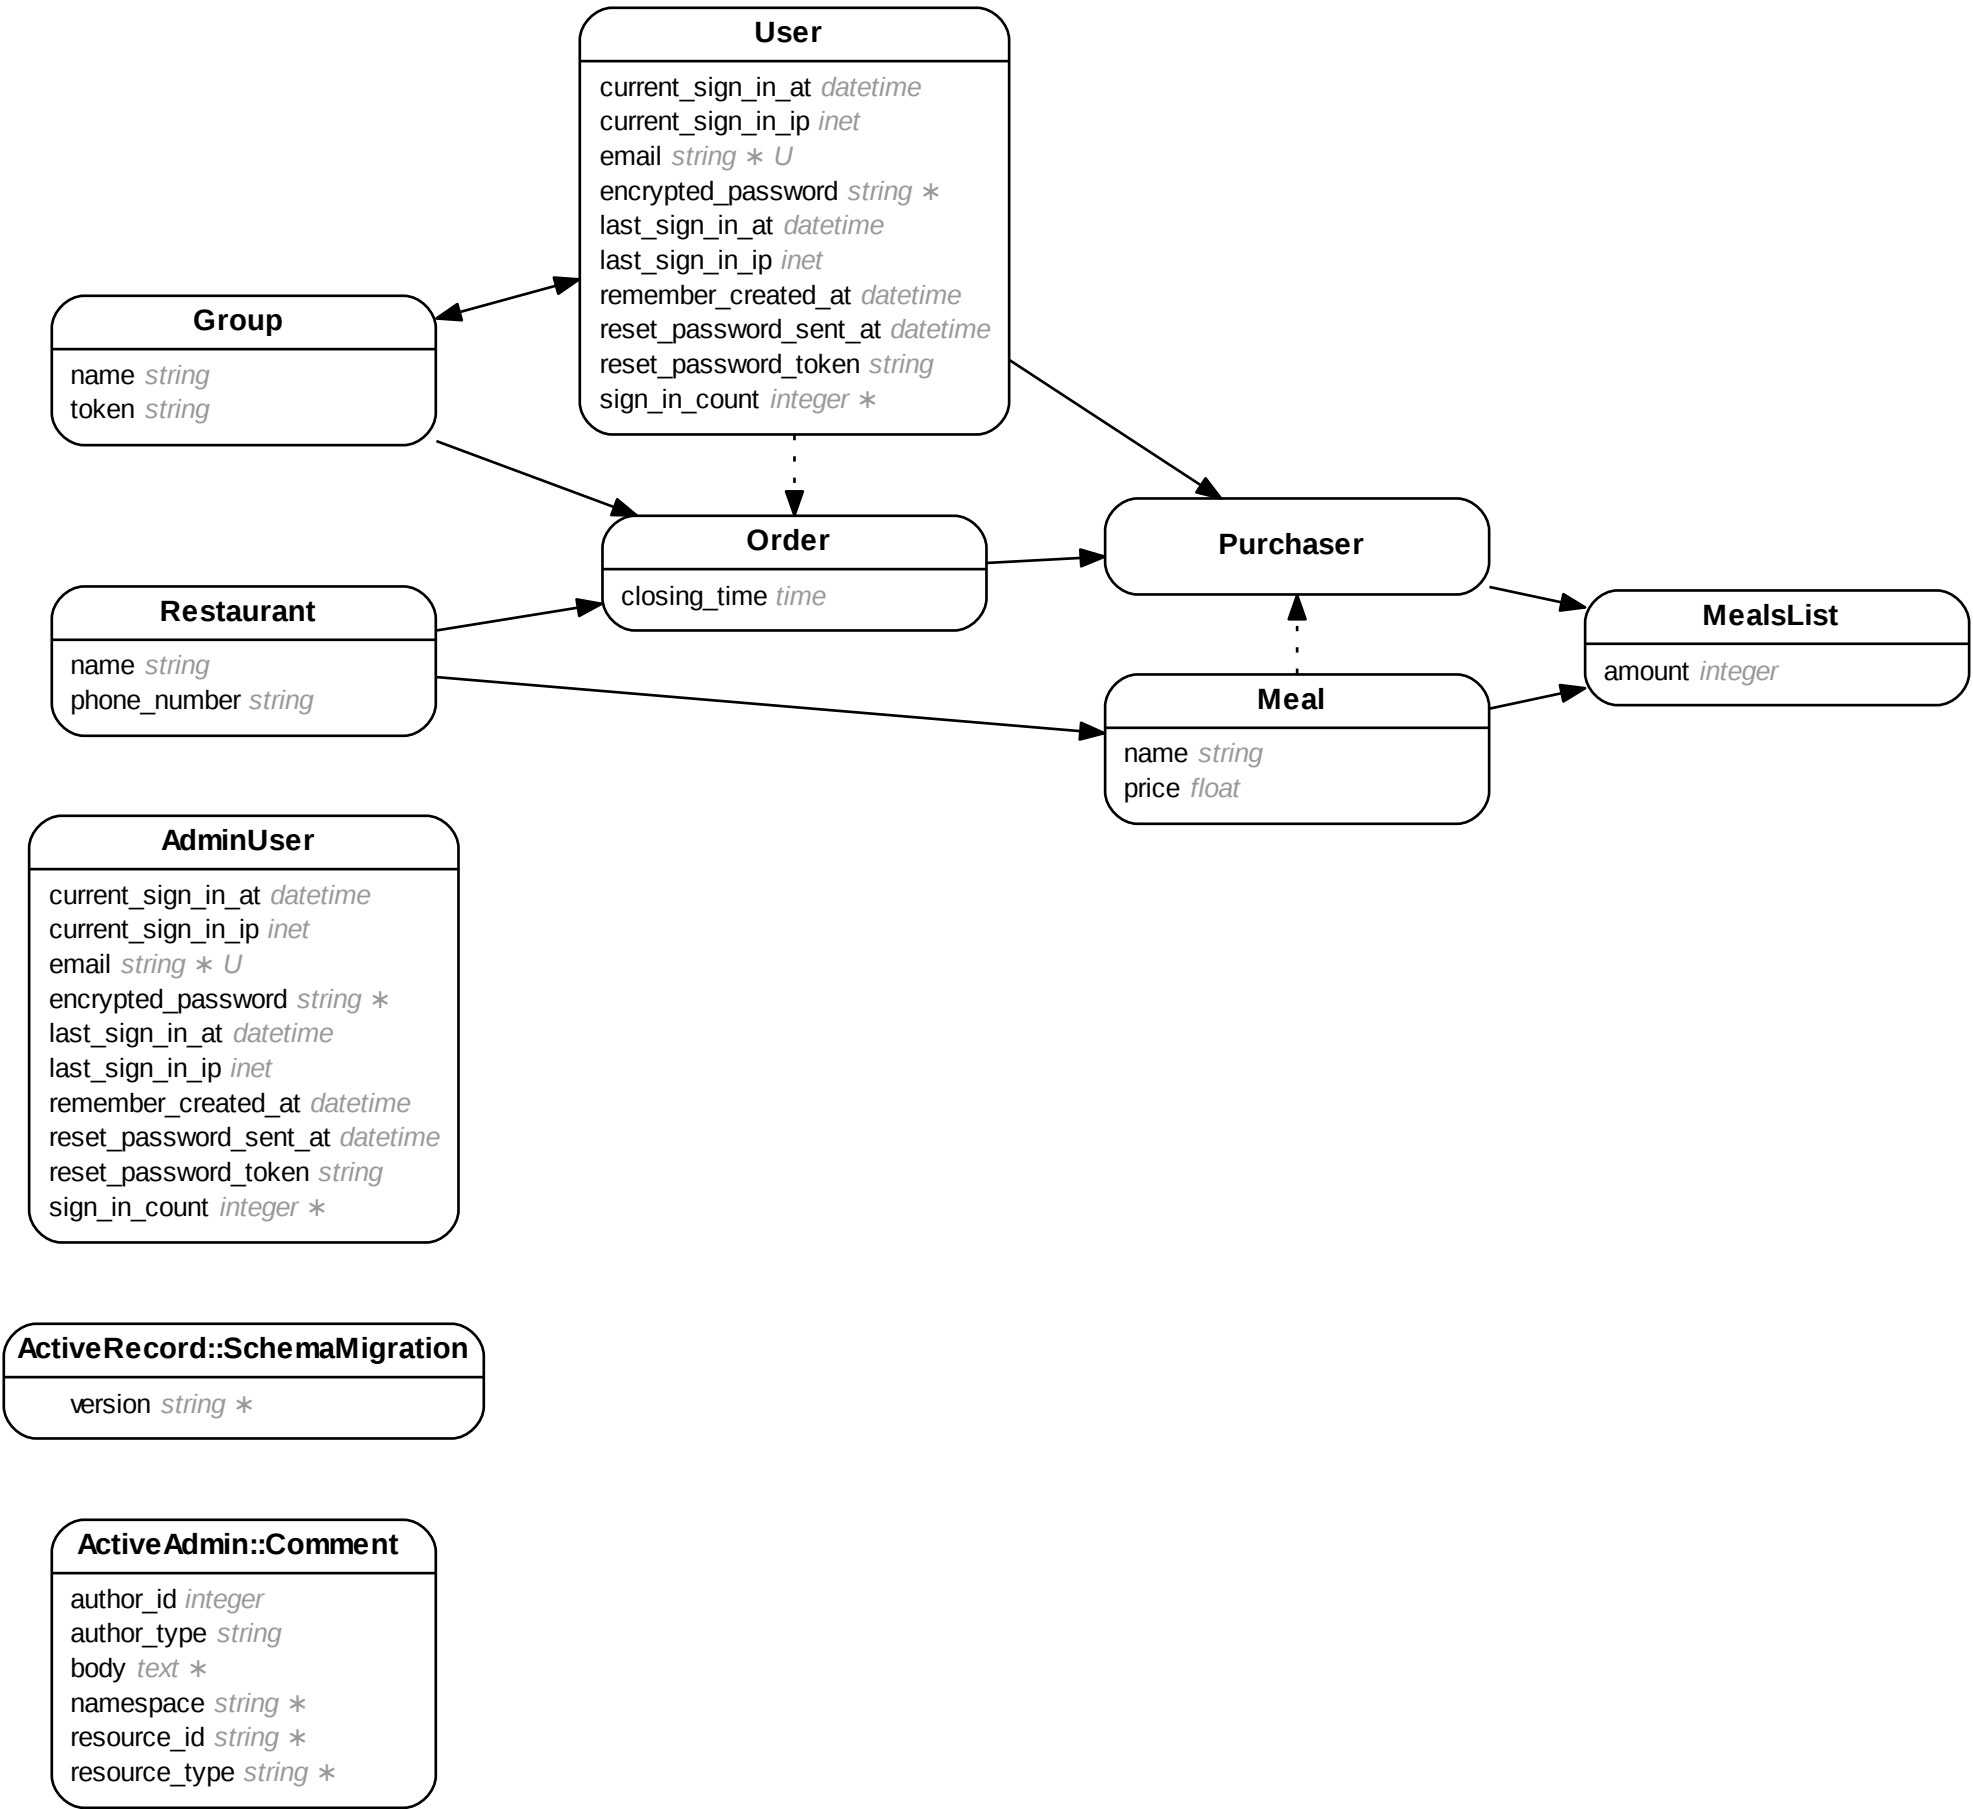 User
current_sign_in_at datetime
current_sign_in_ip inet
email string ∗ U
encrypted_password string ∗
last_sign_in_at datetime
last_sign_in_ip inet
remember_created_at datetime
reset_password_sent_at datetime
reset_password_token string
sign_in_count integer ∗
Group
name string
token string
Order
closing_time time
Purchaser
Restaurant
name string
phone_number string
MealsList
amount integer
Meal
name string
price float
AdminUser
current_sign_in_at datetime
current_sign_in_ip inet
email string ∗ U
encrypted_password string ∗
last_sign_in_at datetime
last_sign_in_ip inet
remember_created_at datetime
reset_password_sent_at datetime
reset_password_token string
sign_in_count integer ∗
ActiveRecord::SchemaMigration
version string ∗
ActiveAdmin::Comment
author_id integer
author_type string
body text ∗
namespace string ∗
resource_id string ∗
resource_type string ∗